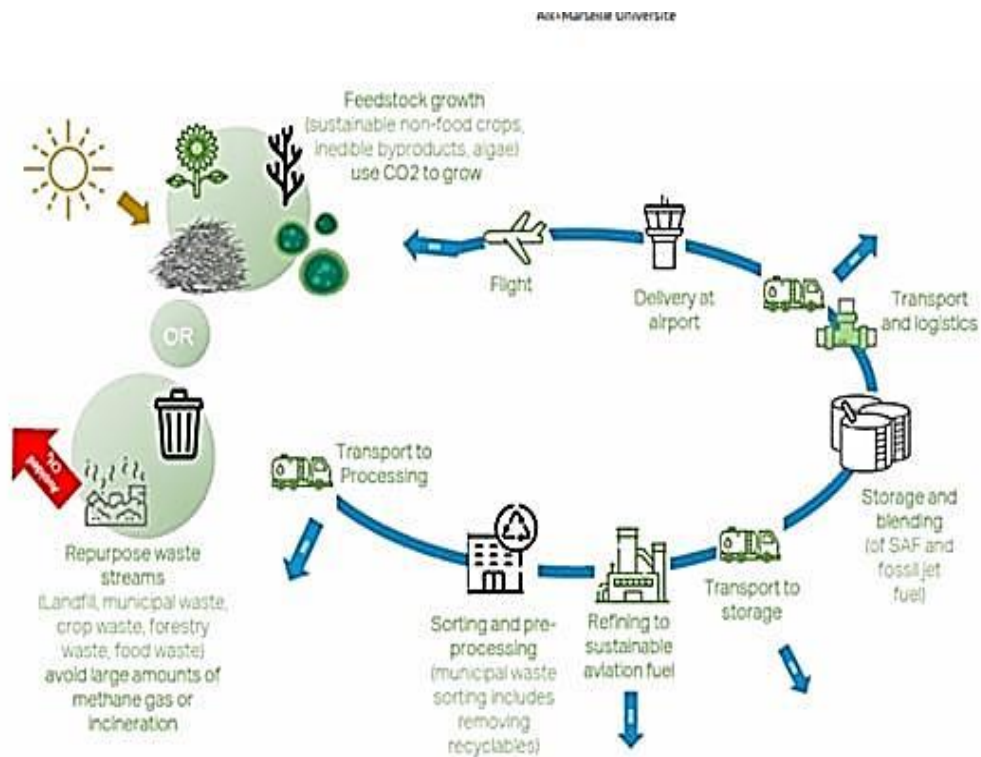 Aix+Marseille Université
Feedstock growth
(sustainable non-food crops,
inedible byproducts, algae)
use CO2 to grow
OR
Flight
Delivery at
airport
Transport
and logistics
Avoided
CH₄
Transport to
Processing
Storage and
blending
(of SAF and
fossil jet
fuel)
Repurpose waste
streams
(Landfill, municipal waste,
crop waste, forestry
waste, food waste)
avoid large amounts of
methane gas or
incineration
Sorting and pre-
processing
(municipal waste
sorting includes
removing
recyclables)
Refining to
sustainable
aviation fuel
Transport to
storage